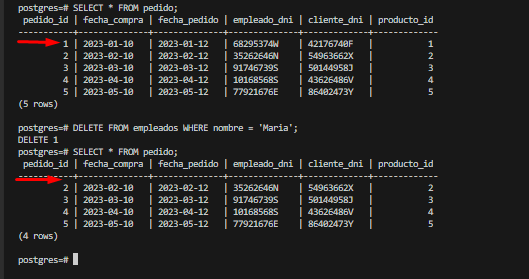 postgres=# SELECT * FROM pedido;
pedido_id | fecha_compra | fecha_pedido | empleado_dni | cliente_dni | producto_id
-----------+--------------+--------------+--------------+-------------+-------------
1 | 2023-01-10 | 2023-01-12 | 68295374W | 42176740F | 1
2 | 2023-02-10 | 2023-02-12 | 35262646N | 54963662X | 2
3 | 2023-03-10 | 2023-03-12 | 91746739S | 50144958J | 3
4 | 2023-04-10 | 2023-04-12 | 10168568S | 43626486V | 4
5 | 2023-05-10 | 2023-05-12 | 77921676E | 86402473Y | 5
(5 rows)
postgres=# DELETE FROM empleados WHERE nombre = 'Maria';
DELETE 1
postgres=# SELECT * FROM pedido;
pedido_id | fecha_compra | fecha_pedido | empleado_dni | cliente_dni | producto_id
-----------+--------------+--------------+--------------+-------------+-------------
2 | 2023-02-10 | 2023-02-12 | 35262646N | 54963662X | 2
3 | 2023-03-10 | 2023-03-12 | 91746739S | 50144958J | 3
4 | 2023-04-10 | 2023-04-12 | 10168568S | 43626486V | 4
5 | 2023-05-10 | 2023-05-12 | 77921676E | 86402473Y | 5
(4 rows)
postgres=#